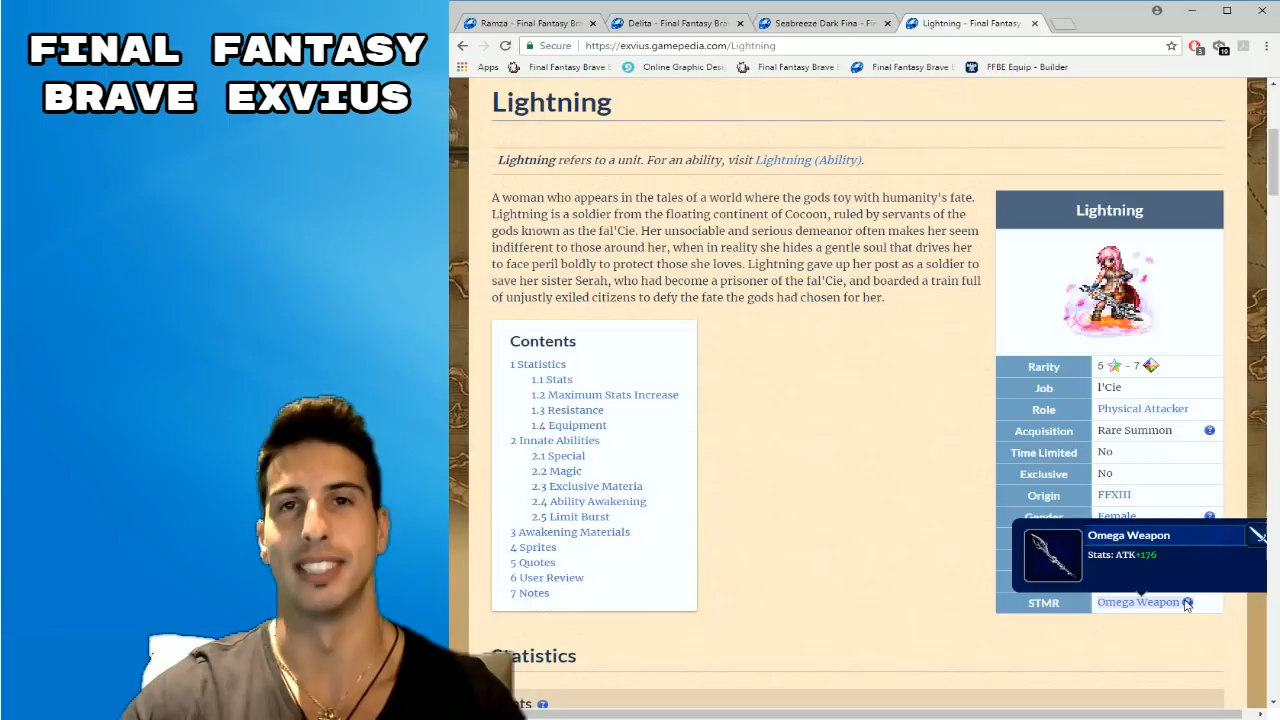 FINAL FANTASY
BRAVE EXVIUS
Ramza - Final Fantasy Br
Delita - Final Fantasy Bra
Seabreeze Dark Fina - Fin
Lightning - Final Fantasy
Secure
https://exvius.gamepedia.com/Lightning
3
10
Apps
Final Fantasy Brave E
Online Graphic Desi
Final Fantasy Brave E
Final Fantasy Brave E
FFBE Equip - Builder
Lightning
Lightning refers to a unit. For an ability, visit Lightning (Ability).
A woman who appears in the tales of a world where the gods toy with humanity's fate.
Lightning is a soldier from the floating continent of Cocoon, ruled by servants of the
gods known as the fal'Cie. Her unsociable and serious demeanor often makes her seem
indifferent to those around her, when in reality she hides a gentle soul that drives her
to face peril boldly to protect those she loves. Lightning gave up her post as a soldier to
save her sister Serah, who had become a prisoner of the fal'Cie, and boarded a train full
of unjustly exiled citizens to defy the fate the gods had chosen for her.
Contents
1 Statistics
1.1 Stats
1.2 Maximum Stats Increase
1.3 Resistance
1.4 Equipment
2 Innate Abilities
2.1 Special
2.2 Magic
2.3 Exclusive Materia
2.4 Ability Awakening
2.5 Limit Burst
3 Awakening Materials
4 Sprites
5 Quotes
6 User Review
7 Notes
Lightning
Rarity 5 - 7
Job l'Cie
Role Physical Attacker
Acquisition Rare Summon ?
Time Limited No
Exclusive No
Origin FFXIII
Gender Female ?
Omega Weapon
Stats: ATK+176
STMR Omega Weapon
Statistics
ats ?